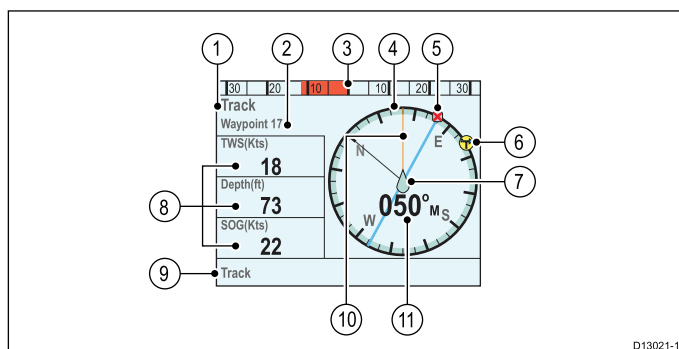 1 2 3 4 5
30 20 10 10 20 30
Track
Waypoint 17
TWS(Kts)
18
Depth(ft)
73
SOG(Kts)
22
Track
N
E
W
S
050°M
6
7
8
9
10
11
D13021-1